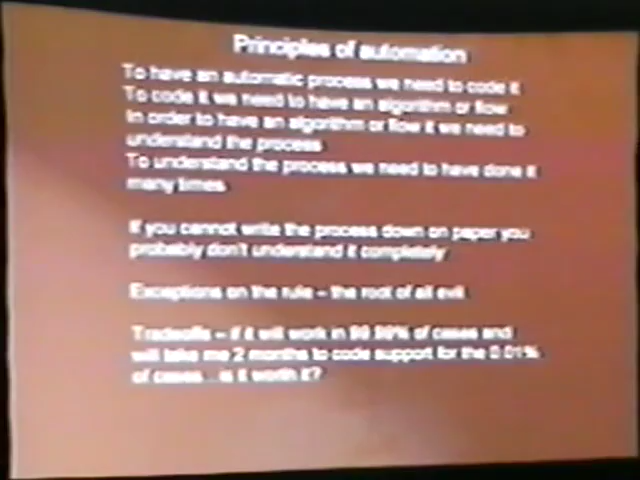 Principles of automation
To have an automatic process we need to code it
To code it we need to have an algorithm or flow
In order to have an algorithm or flow it we need to
understand the process
To understand the process we need to have done it
many times
If you cannot write the process down on paper you
probably don't understand it completely
Exceptions on the rule – the root of all evil
Tradeoffs – if it will work in 99.99% of cases and
will take me 2 months to code support for the 0.01%
of cases... is it worth it?